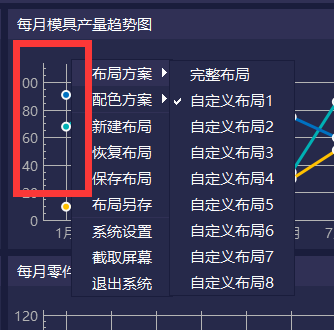 每月模具产量趋势图
00
80
60
40
20
0
1月
月
7
布局方案
配色方案
新建布局
恢复布局
保存布局
布局另存
系统设置
截取屏幕
退出系统
完整布局
自定义布局1
自定义布局2
自定义布局3
自定义布局4
自定义布局5
自定义布局6
自定义布局7
自定义布局8
每月零件
120